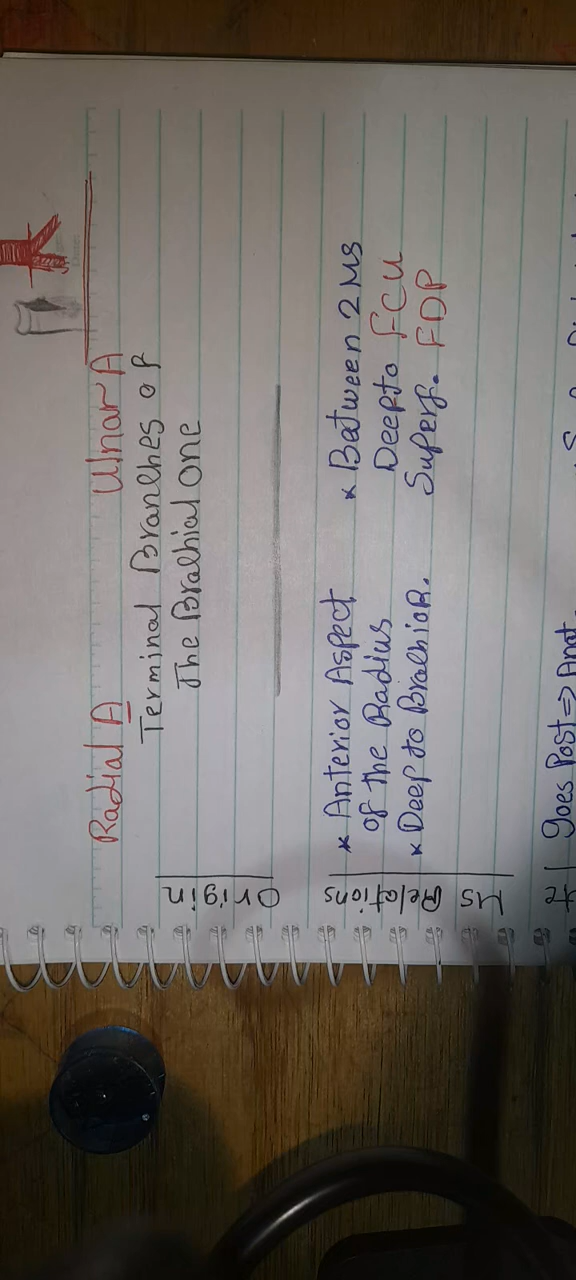 Radial A    Ulnar A
Origin
Terminal Branches of
The Brachial one
Ms Relations
* Anterior Aspect
of the Radius
* Deep to BrachioR.
* Between 2 Ms
Deep to FCU
Superf. FDP
goes Post => Anat.